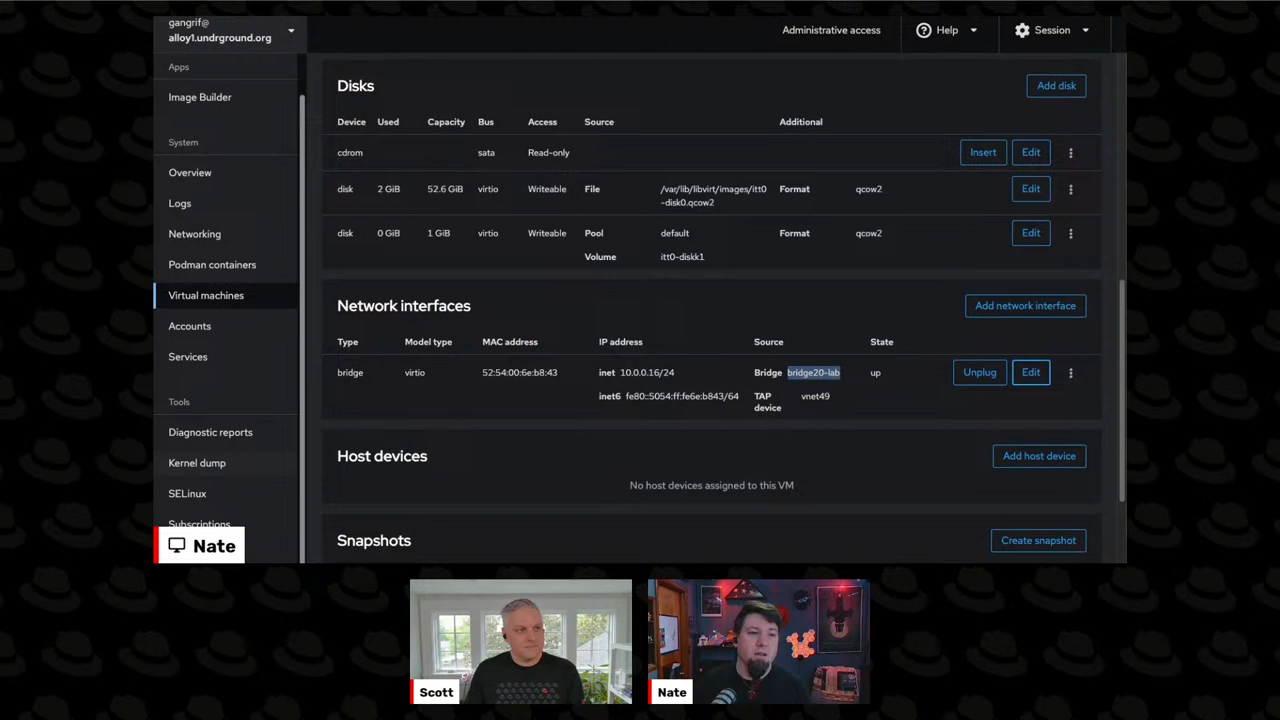 gangrif@
alloy1.undrground.org
Administrative access
Help
Session
Apps
Image Builder
System
Overview
Logs
Networking
Podman containers
Virtual machines
Accounts
Services
Tools
Diagnostic reports
Kernel dump
SELinux
Subscriptions
Disks
Add disk
Device Used Capacity Bus Access Source Additional
cdrom sata Read-only Insert Edit
disk 2 GiB 52.6 GiB virtio Writeable File /var/lib/libvirt/images/itt0 Format qcow2 Edit
-disk0.qcow2
disk 0 GiB 1 GiB virtio Writeable Pool default Format qcow2 Edit
Volume itt0-diskk1
Network interfaces
Add network interface
Type Model type MAC address IP address Source State
bridge virtio 52:54:00:6e:b8:43 inet 10.0.0.16/24 Bridge bridge20-lab up Unplug Edit
inet6 fe80::5054:ff:fe6e:b843/64 TAP vnet49
device
Host devices
Add host device
No host devices assigned to this VM
Snapshots
Create snapshot
Nate
Scott
Nate